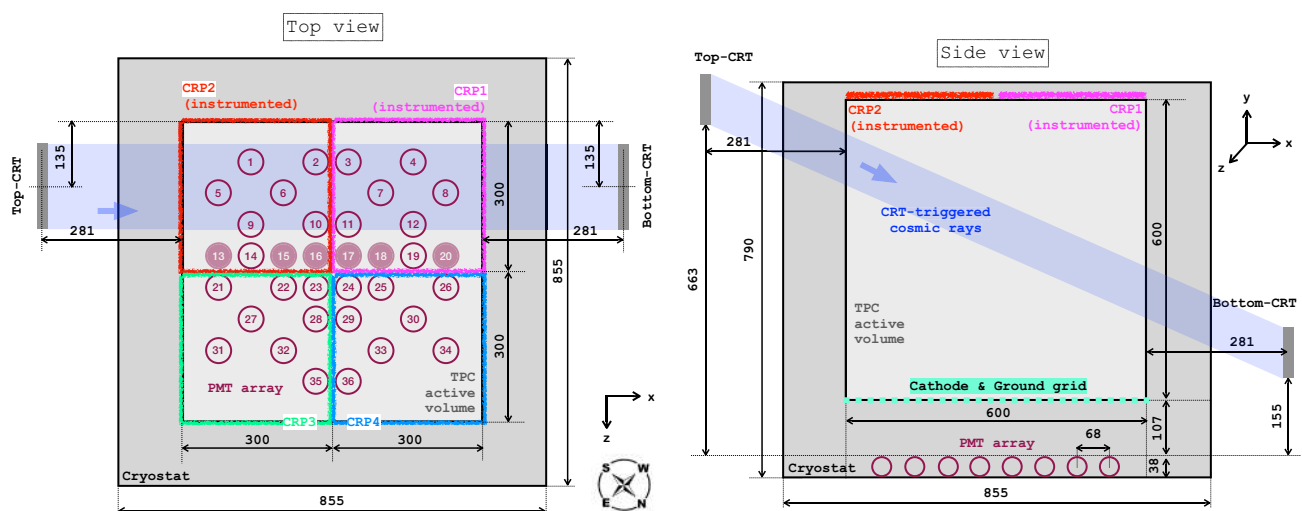 Top view
CRP2
(instrumented)
CRP1
(instrumented)
135
135
Top-CRT
Bottom-CRT
1 2 3 4
5 6 7 8
9 10 11 12
300
281
281
13 14 15 16 17 18 19 20
855
21 22 23 24 25 26
27 28 29 30
300
31 32 33 34
PMT array
35 36
TPC
active
volume
CRP3
CRP4
300
300
x
z
Cryostat
S W
E N
855
Side view
Top-CRT
CRP2
(instrumented)
CRP1
(instrumented)
y
x
z
281
CRT-triggered
cosmic rays
600
790
663
Bottom-CRT
TPC
active
volume
281
Cathode & Ground grid
600
107
155
PMT array
68
Cryostat
38
855